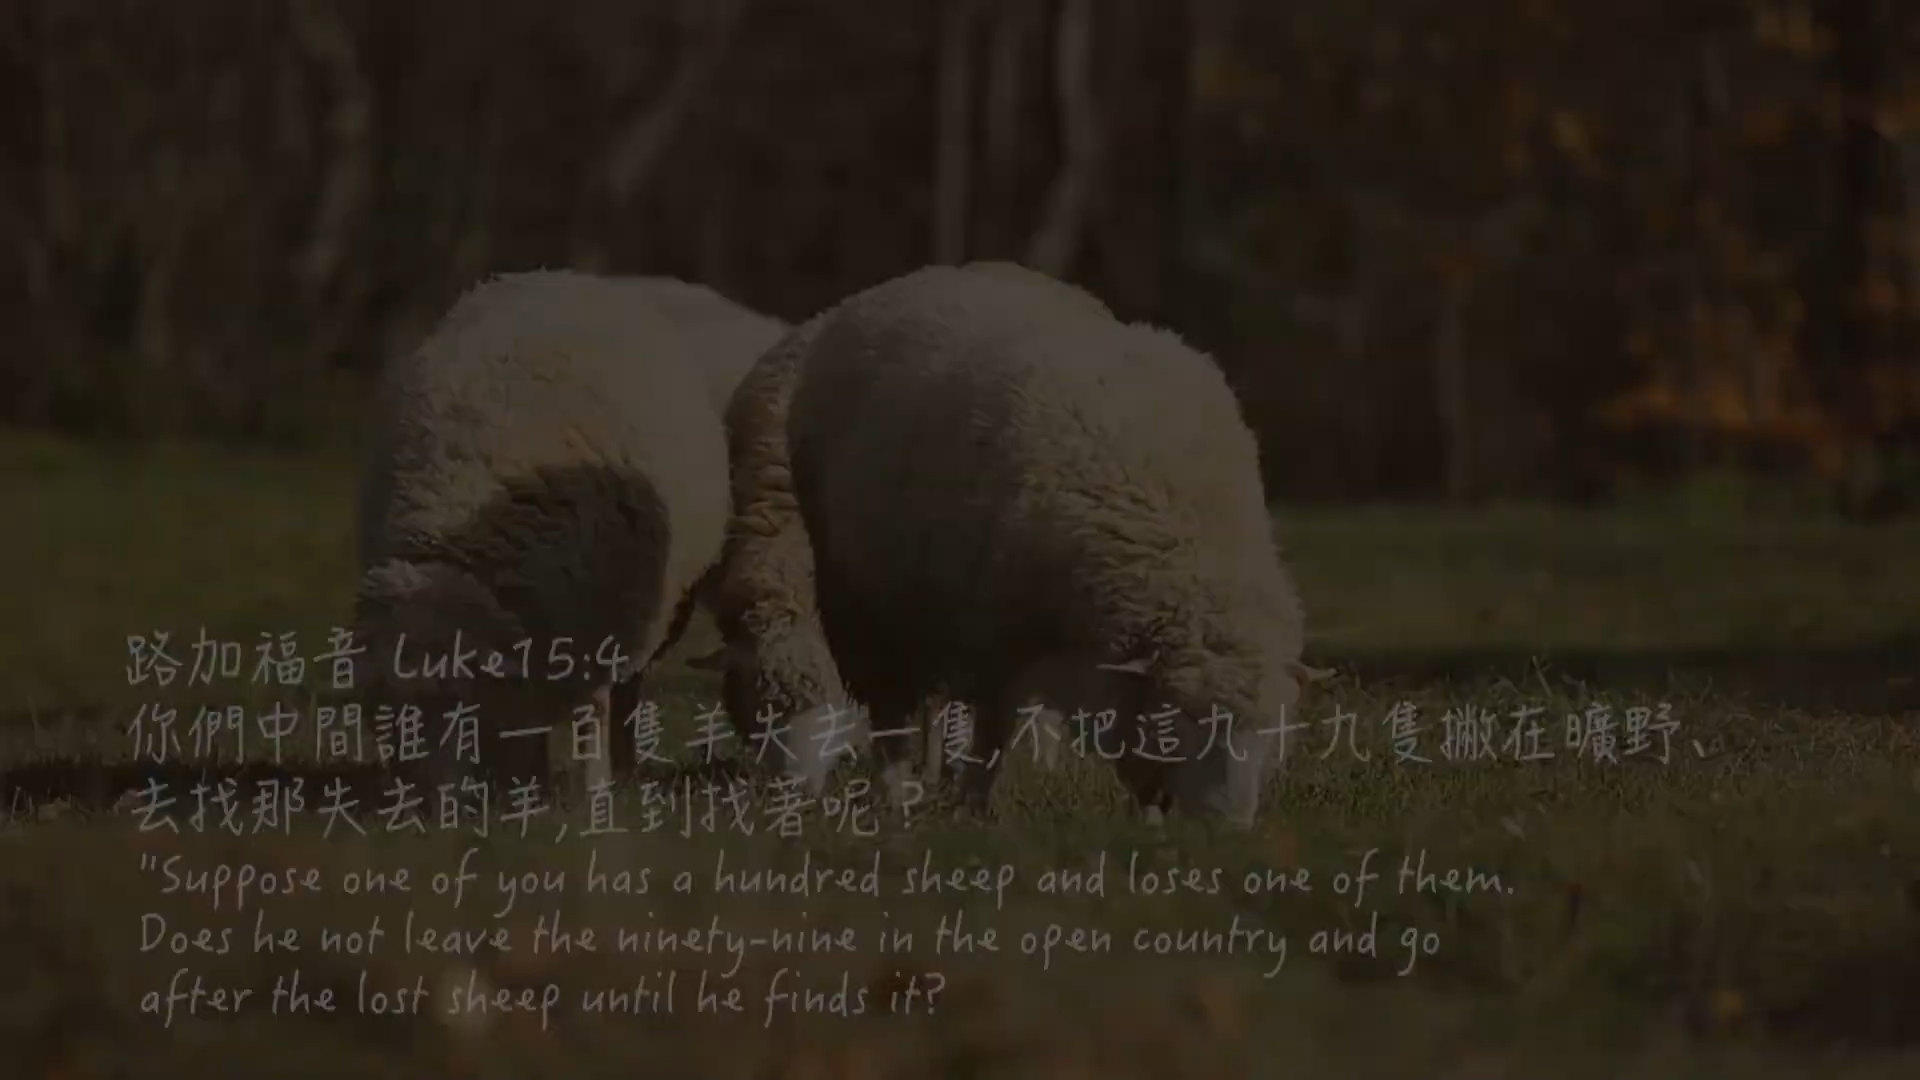 路加福音 Luke15:4
你們中間誰有一百隻羊失去一隻,不把這九十九隻撇在曠野、
去找那失去的羊,直到找著呢?
"Suppose one of you has a hundred sheep and loses one of them.
Does he not leave the ninety-nine in the open country and go
after the lost sheep until he finds it?